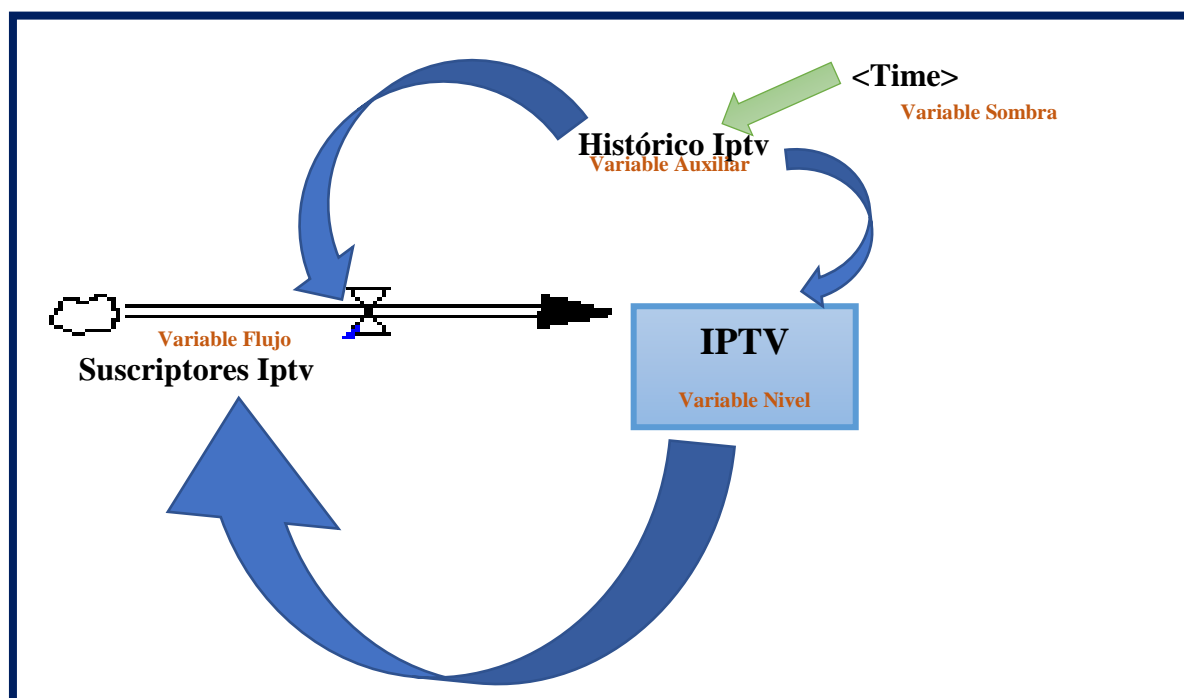 <Time>
Variable Sombra
Histórico Iptv
Variable Auxiliar
Variable Flujo
Suscriptores Iptv
IPTV
Variable Nivel